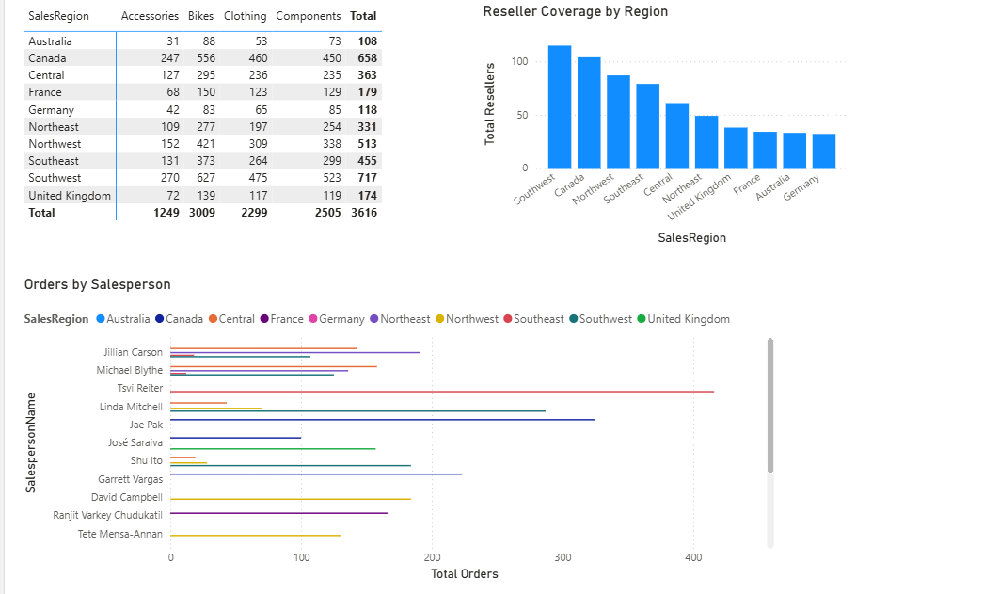 SalesRegion Accessories Bikes Clothing Components Total
Australia 31 88 53 73 108
Canada 247 556 460 450 658
Central 127 295 236 235 363
France 68 150 123 129 179
Germany 42 83 65 85 118
Northeast 109 277 197 254 331
Northwest 152 421 309 338 513
Southeast 131 373 264 299 455
Southwest 270 627 475 523 717
United Kingdom 72 139 117 119 174
Total 1249 3009 2299 2505 3616
Reseller Coverage by Region
Total Resellers
100
50
0
Southwest Canada Northwest Southeast Central Northeast United Kingdom France Australia Germany
SalesRegion
Orders by Salesperson
SalesRegion Australia Canada Central France Germany Northeast Northwest Southeast Southwest United Kingdom
SalespersonName
Jillian Carson
Michael Blythe
Tsvi Reiter
Linda Mitchell
Jae Pak
José Saraiva
Shu Ito
Garrett Vargas
David Campbell
Ranjit Varkey Chudukatil
Tete Mensa-Annan
0 100 200 300 400
Total Orders